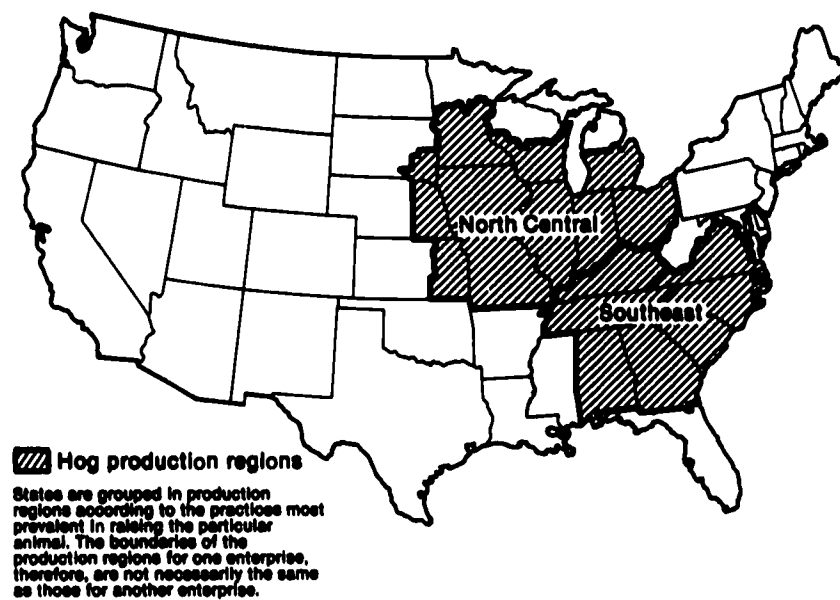 North Central
Southeast
Hog production regions
States are grouped in production
regions according to the practices most
prevalent in raising the particular
animal. The boundaries of the
production regions for one enterprise,
therefore, are not necessarily the same
as those for another enterprise.